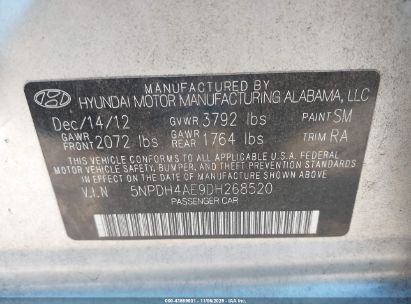 MANUFACTURED BY
HYUNDAI MOTOR MANUFACTURING ALABAMA, LLC
Dec/14/12 GVWR 3792 lbs PAINT SM
GAWR FRONT 2072 lbs GAWR REAR 1764 lbs TRIM RA
THIS VEHICLE CONFORMS TO ALL APPLICABLE U.S. FEDERAL MOTOR VEHICLE
SAFETY, BUMPER, AND THEFT PREVENTION STANDARDS
IN EFFECT ON THE DATE OF MANUFACTURE SHOWN ABOVE.
V.I.N 5NPDH4AE9DH268520
PASSENGER CAR